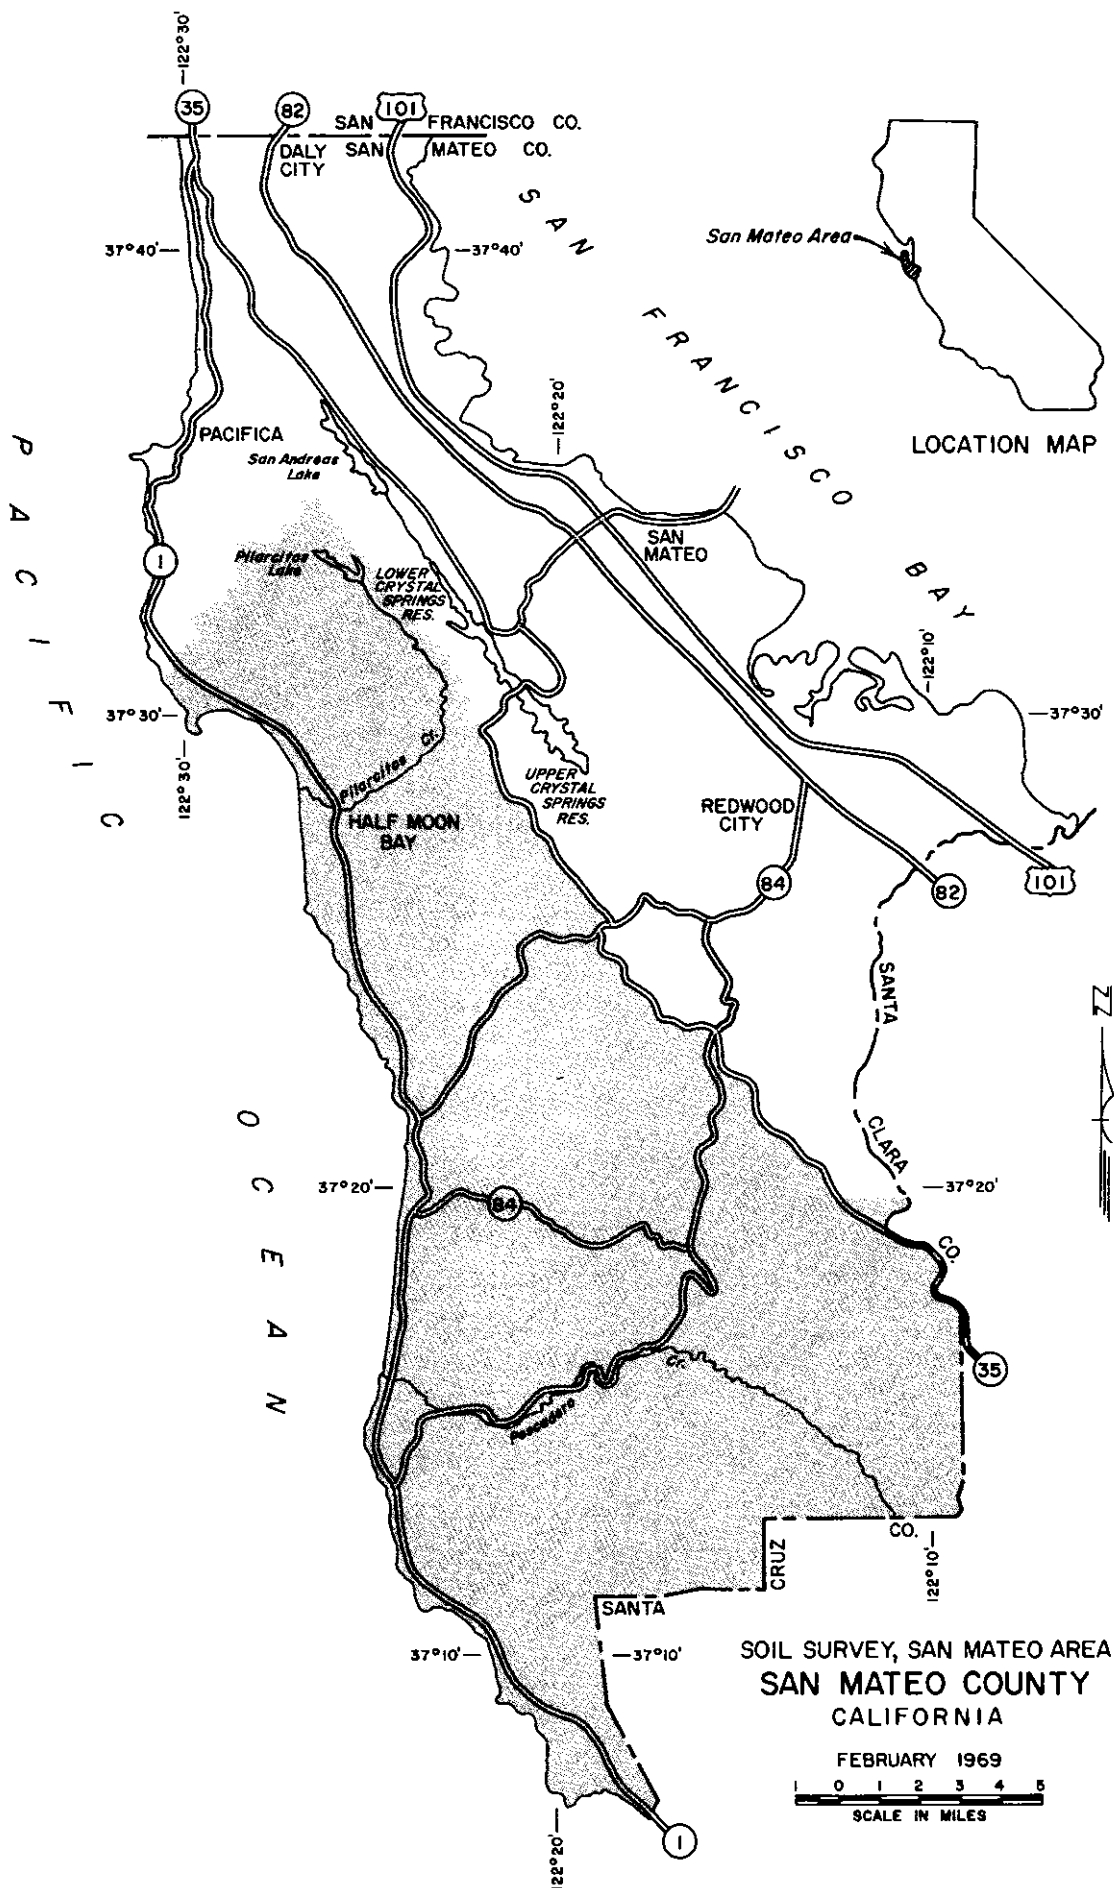 122°30'
35
82
101
SAN FRANCISCO CO.
DALY CITY
SAN MATEO CO.
37°40'
37°40'
SAN FRANCISCO BAY
San Mateo Area
LOCATION MAP
122°20'
PACIFICA
San Andreas
Lake
SAN
MATEO
1
Pilarcitos
Lake
LOWER
CRYSTAL
SPRINGS
RES.
122°10'
37°30'
37°30'
122°30'
PACIFIC OCEAN
Pilarcitos Cr.
HALF MOON
BAY
UPPER
CRYSTAL
SPRINGS
RES.
REDWOOD
CITY
84
82
101
SANTA CLARA CO.
N
37°20'
37°20'
84
35
Pescadero Cr.
SANTA CRUZ CO.
122°10'
37°10'
37°10'
SOIL SURVEY, SAN MATEO AREA
SAN MATEO COUNTY
CALIFORNIA
FEBRUARY 1969
1 0 1 2 3 4 5
SCALE IN MILES
122°20'
1